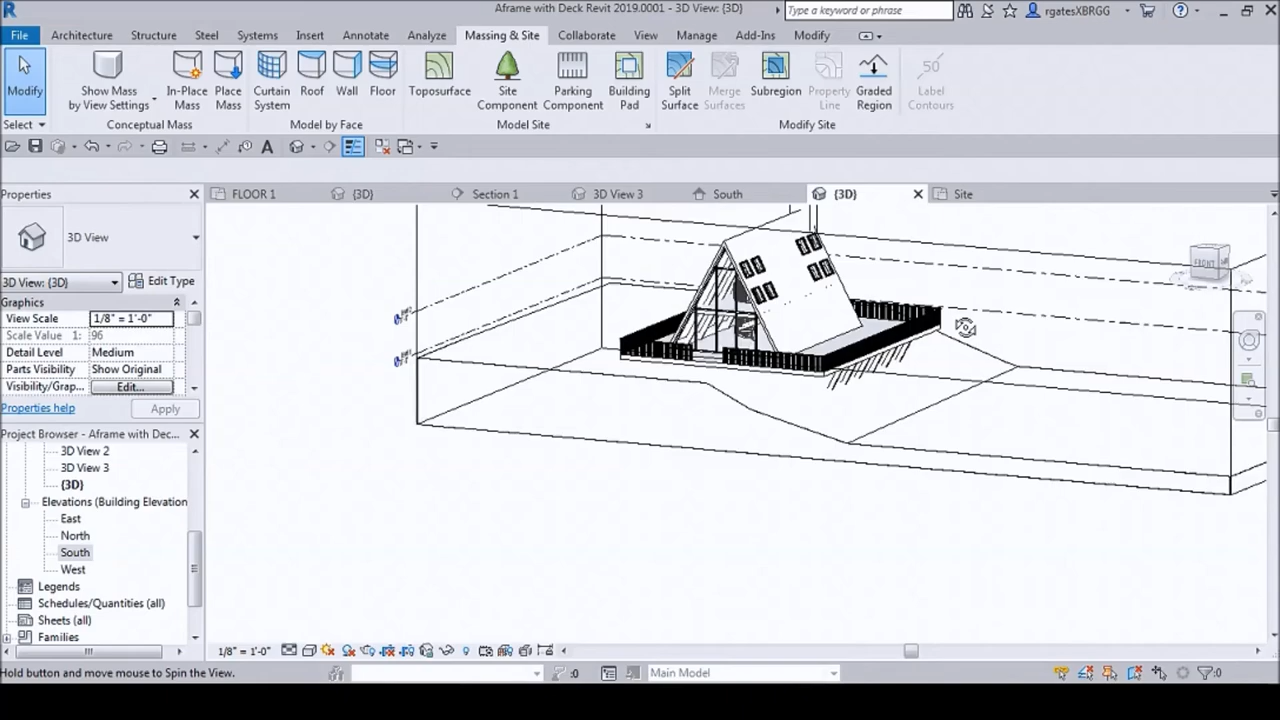 Aframe with Deck Revit 2019.0001 - 3D View: {3D}
Type a keyword or phrase
rgatesXBRGG
File Architecture Structure Steel Systems Insert Annotate Analyze Massing & Site Collaborate View Manage Add-Ins Modify
Modify
Show Mass by View Settings
In-Place Mass
Place Mass
Curtain System
Roof
Wall
Floor
Toposurface
Site Component
Parking Component
Building Pad
Split Surface
Merge Surfaces
Subregion
Property Line
Graded Region
50
Label Contours
Select
Conceptual Mass
Model by Face
Model Site
Modify Site
Properties
FLOOR 1
{3D}
Section 1
3D View 3
South
{3D}
Site
3D View
3D View: {3D}
Edit Type
Graphics
View Scale 1/8" = 1'-0"
Scale Value 1: 96
Detail Level Medium
Parts Visibility Show Original
Visibility/Grap... Edit...
Properties help
Apply
FRONT
Project Browser - Aframe with Dec...
3D View 2
3D View 3
{3D}
Elevations (Building Elevation
East
North
South
West
Legends
Schedules/Quantities (all)
Sheets (all)
Families
1/8" = 1'-0"
Hold button and move mouse to Spin the View.
:0
Main Model
:0